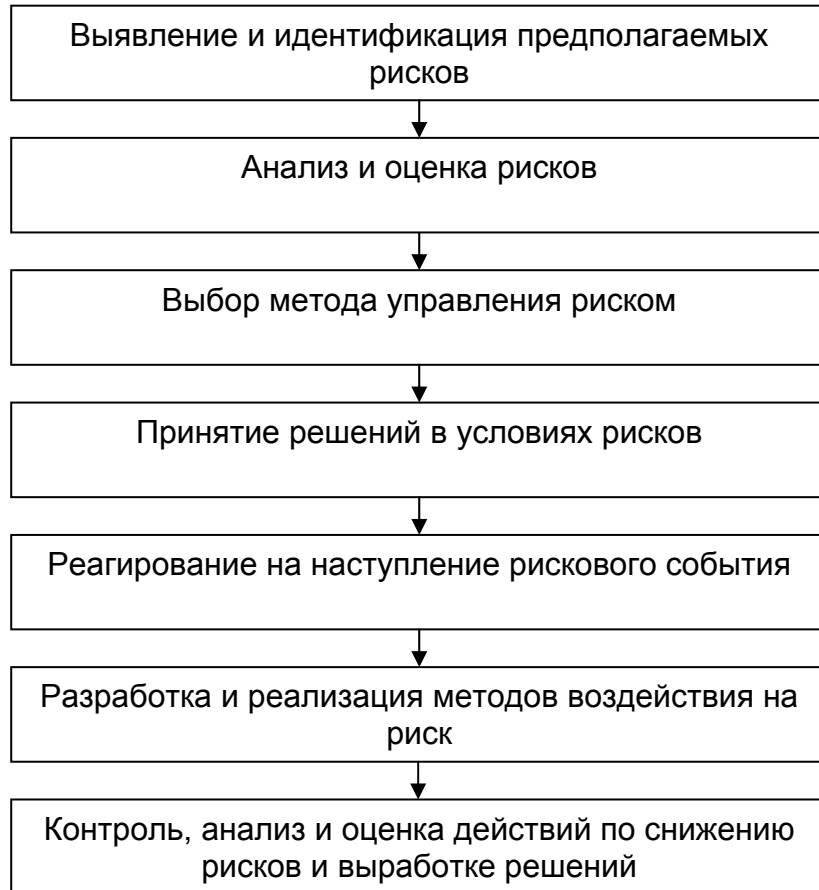 Выявление и идентификация предполагаемых
рисков
Анализ и оценка рисков
Выбор метода управления риском
Принятие решений в условиях рисков
Реагирование на наступление рискового события
Разработка и реализация методов воздействия на
риск
Контроль, анализ и оценка действий по снижению
рисков и выработке решений